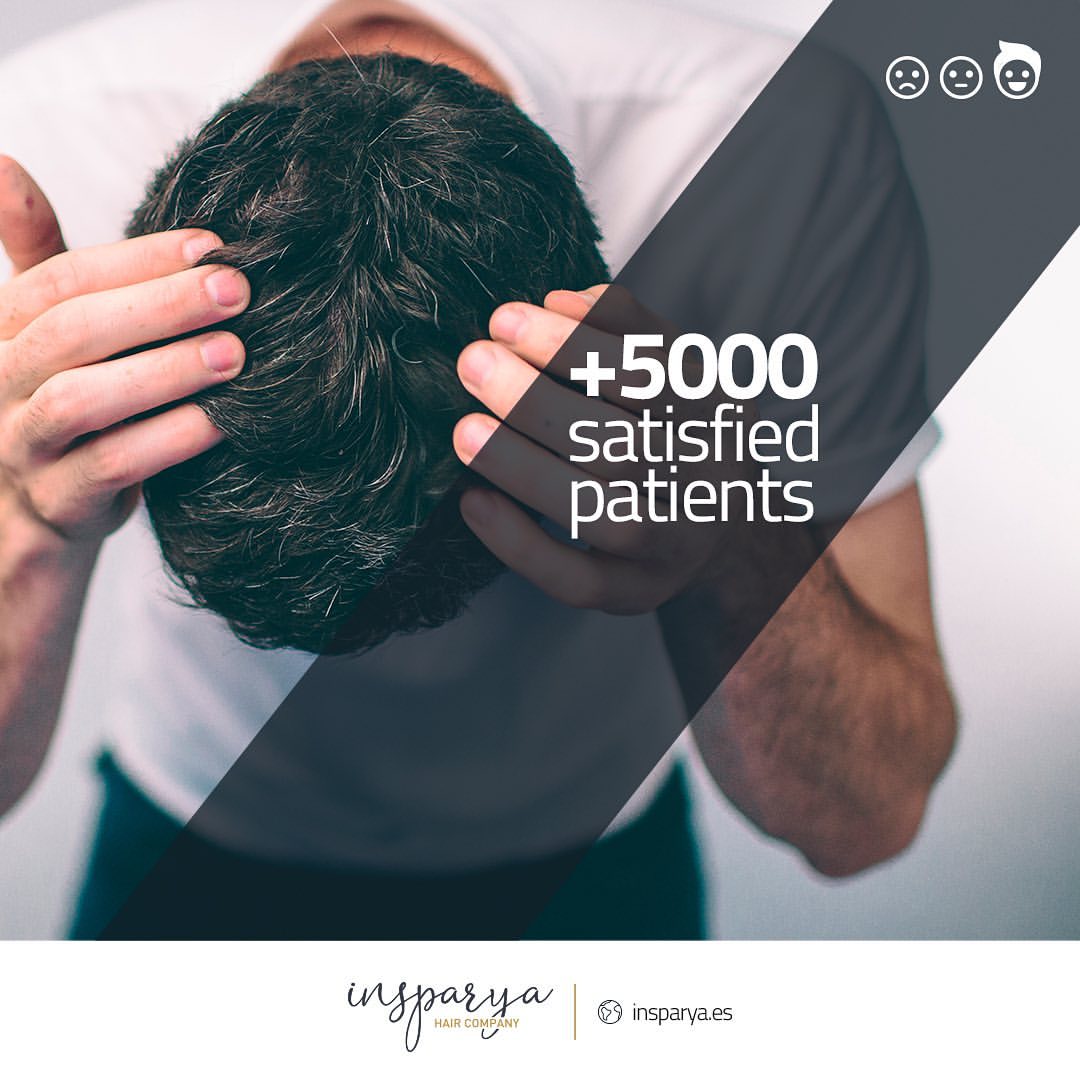 +5000
satisfied
patients
insparya
HAIR COMPANY
insparya.es